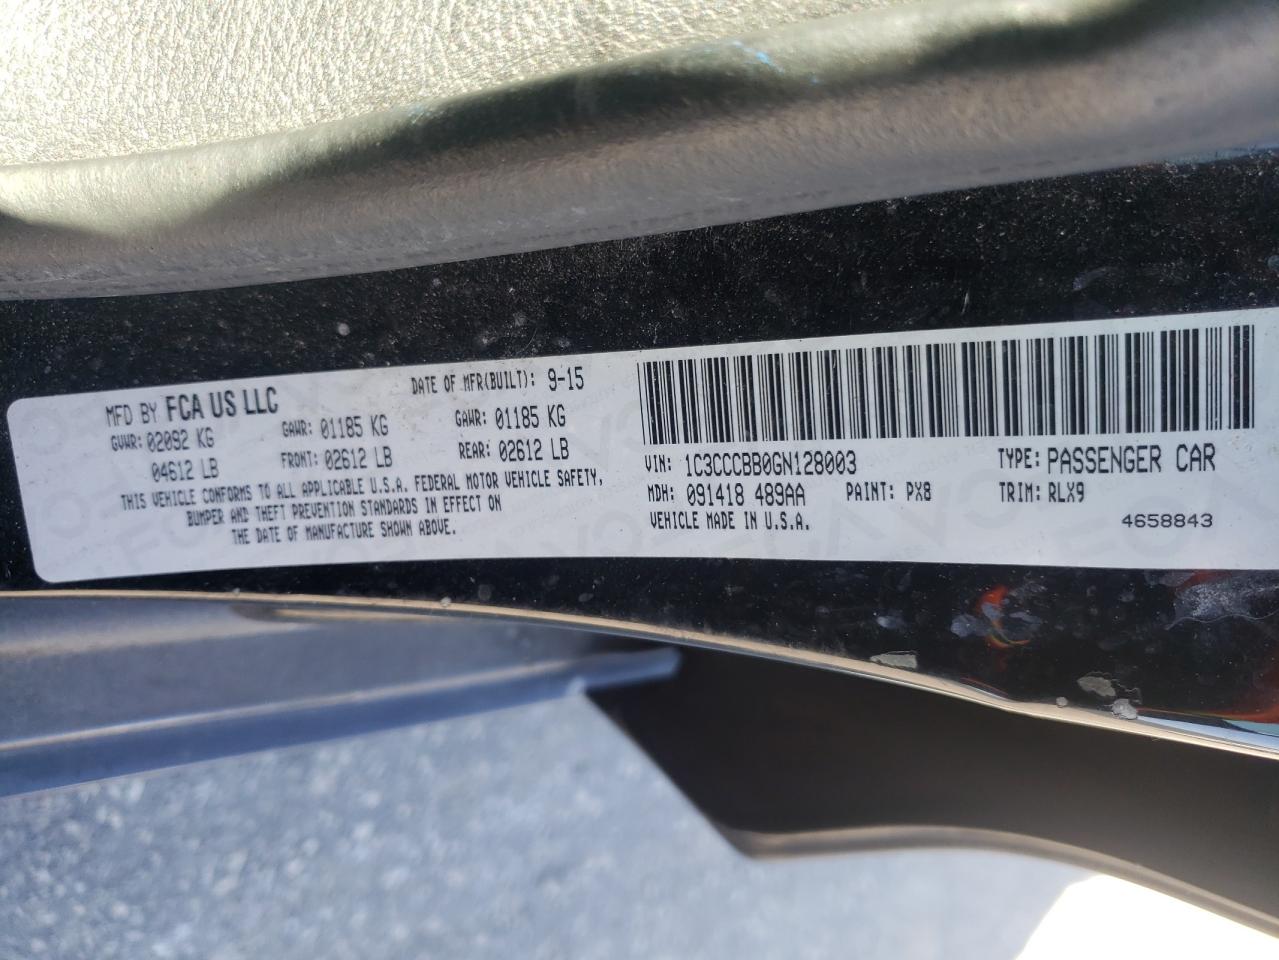 MFD BY FCA US LLC
DATE OF MFR(BUILT): 9-15
GVWR: 02092 KG
04612 LB
GAWR: 01185 KG
FRONT: 02612 LB
GAWR: 01185 KG
REAR: 02612 LB
THIS VEHICLE CONFORMS TO ALL APPLICABLE U.S.A. FEDERAL MOTOR VEHICLE SAFETY,
BUMPER AND THEFT PREVENTION STANDARDS IN EFFECT ON
THE DATE OF MANUFACTURE SHOWN ABOVE.
VIN: 1C3CCCBB0GN128003
TYPE: PASSENGER CAR
MDH: 091418 489AA
PAINT: PX8
TRIM: RLX9
VEHICLE MADE IN U.S.A.
4658843